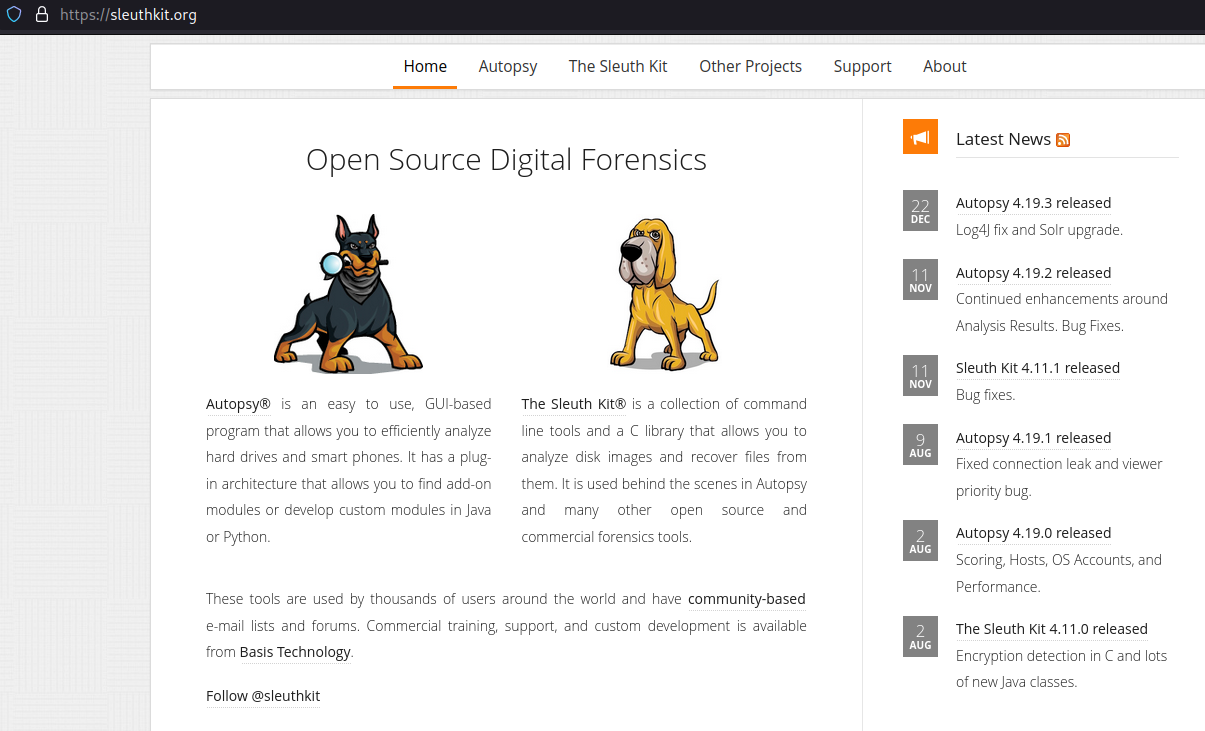 https://sleuthkit.org
Home Autopsy The Sleuth Kit Other Projects Support About
Open Source Digital Forensics
Autopsy® is an easy to use, GUI-based
program that allows you to efficiently analyze
hard drives and smart phones. It has a plug-
in architecture that allows you to find add-on
modules or develop custom modules in Java
or Python.
The Sleuth Kit® is a collection of command
line tools and a C library that allows you to
analyze disk images and recover files from
them. It is used behind the scenes in Autopsy
and many other open source and
commercial forensics tools.
These tools are used by thousands of users around the world and have community-based
e-mail lists and forums. Commercial training, support, and custom development is available
from Basis Technology.
Follow @sleuthkit
Latest News
22
DEC
Autopsy 4.19.3 released
Log4J fix and Solr upgrade.
11
NOV
Autopsy 4.19.2 released
Continued enhancements around
Analysis Results. Bug Fixes.
11
NOV
Sleuth Kit 4.11.1 released
Bug fixes.
9
AUG
Autopsy 4.19.1 released
Fixed connection leak and viewer
priority bug.
2
AUG
Autopsy 4.19.0 released
Scoring, Hosts, OS Accounts, and
Performance.
2
AUG
The Sleuth Kit 4.11.0 released
Encryption detection in C and lots
of new Java classes.